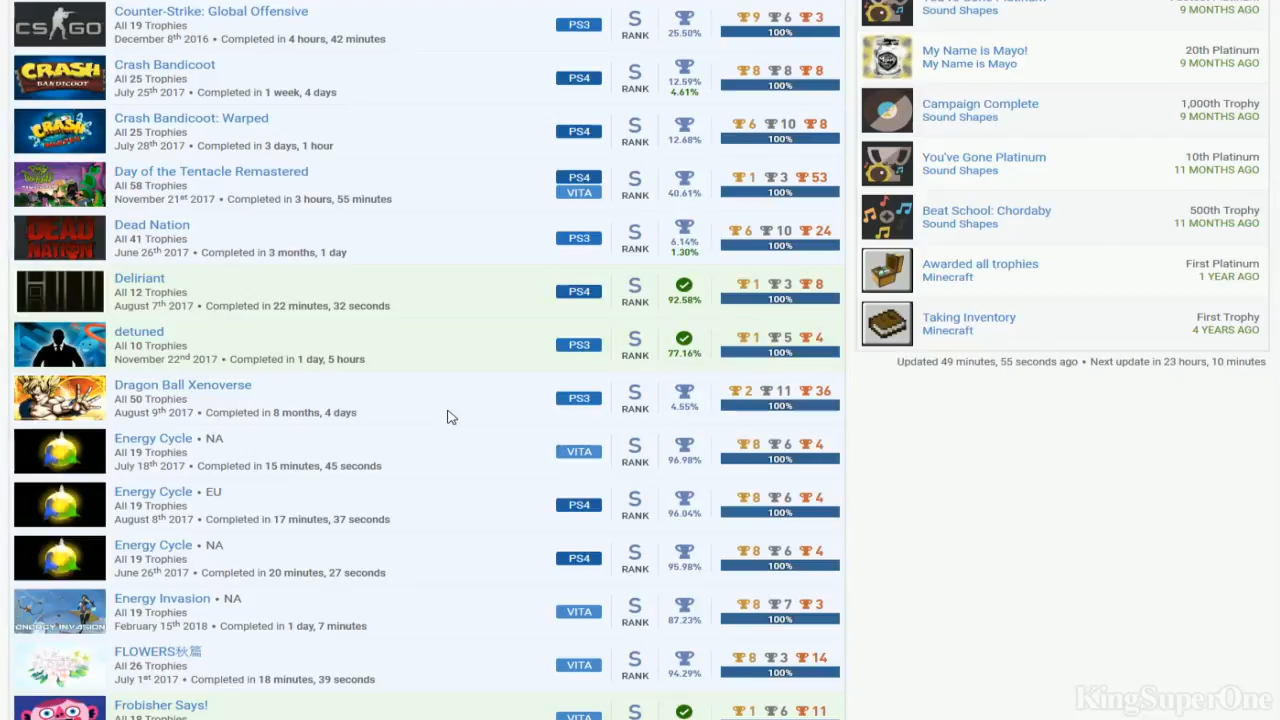 CS GO
Counter-Strike: Global Offensive
All 19 Trophies
December 8th 2016 • Completed in 4 hours, 42 minutes
PS3
S
RANK
25.50%
9 6 3
100%
CRASH
BANDICOOT
Crash Bandicoot
All 25 Trophies
July 25th 2017 • Completed in 1 week, 4 days
PS4
S
RANK
12.59%
4.61%
8 8 8
100%
CRASH
Crash Bandicoot: Warped
All 25 Trophies
July 28th 2017 • Completed in 3 days, 1 hour
PS4
S
RANK
12.68%
6 10 8
100%
Day of the Tentacle Remastered
All 58 Trophies
November 21st 2017 • Completed in 3 hours, 55 minutes
PS4
VITA
S
RANK
40.61%
1 3 53
100%
DEAD
NATION
Dead Nation
All 41 Trophies
June 26th 2017 • Completed in 3 months, 1 day
PS3
S
RANK
6.14%
1.30%
6 10 24
100%
Deliriant
All 12 Trophies
August 7th 2017 • Completed in 22 minutes, 32 seconds
PS4
S
RANK
92.58%
1 3 8
100%
detuned
All 10 Trophies
November 22nd 2017 • Completed in 1 day, 5 hours
PS3
S
RANK
77.16%
1 5 4
100%
Dragon Ball Xenoverse
All 50 Trophies
August 9th 2017 • Completed in 8 months, 4 days
PS3
S
RANK
4.55%
2 11 36
100%
Energy Cycle • NA
All 19 Trophies
July 18th 2017 • Completed in 15 minutes, 45 seconds
VITA
S
RANK
96.98%
8 6 4
100%
Energy Cycle • EU
All 19 Trophies
August 8th 2017 • Completed in 17 minutes, 37 seconds
PS4
S
RANK
96.04%
8 6 4
100%
Energy Cycle • NA
All 19 Trophies
June 26th 2017 • Completed in 20 minutes, 27 seconds
PS4
S
RANK
95.98%
8 6 4
100%
ENERGY INVASION
Energy Invasion • NA
All 19 Trophies
February 15th 2018 • Completed in 1 day, 7 minutes
VITA
S
RANK
87.23%
8 7 3
100%
FLOWERS秋篇
All 26 Trophies
July 1st 2017 • Completed in 18 minutes, 39 seconds
VITA
S
RANK
94.29%
8 3 14
100%
Frobisher Says!
All 18 Trophies
VITA
S
1 6 11
Sound Shapes
9 MONTHS AGO
My Name is Mayo!
My Name is Mayo
20th Platinum
9 MONTHS AGO
Campaign Complete
Sound Shapes
1,000th Trophy
9 MONTHS AGO
You've Gone Platinum
Sound Shapes
10th Platinum
11 MONTHS AGO
Beat School: Chordaby
Sound Shapes
500th Trophy
11 MONTHS AGO
Awarded all trophies
Minecraft
First Platinum
1 YEAR AGO
Taking Inventory
Minecraft
First Trophy
4 YEARS AGO
Updated 49 minutes, 55 seconds ago • Next update in 23 hours, 10 minutes
KingSuperOne